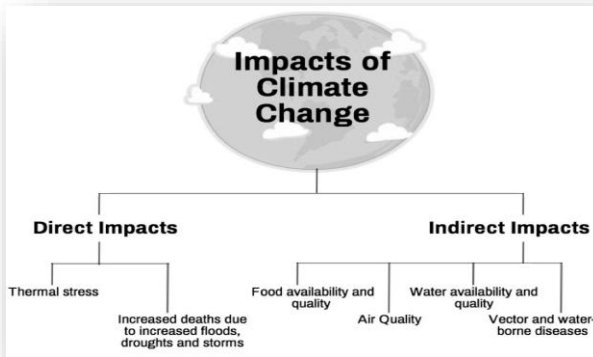 Impacts of
Climate
Change
Direct Impacts
Indirect Impacts
Thermal stress
Increased deaths due
to increased floods,
droughts and storms
Food availability and
quality
Air Quality
Water availability and
quality
Vector and water-
borne diseases